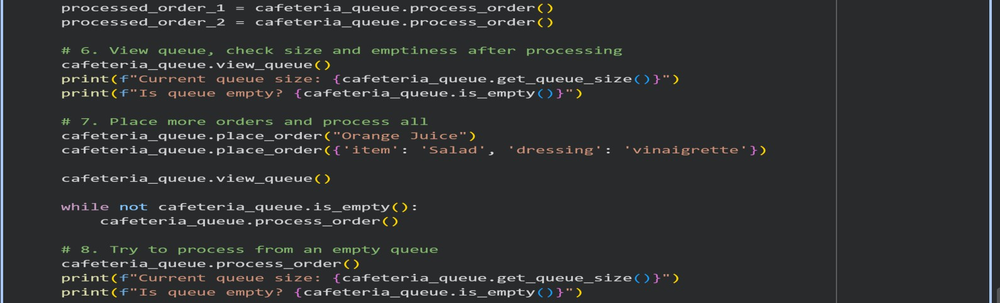 processed_order_1 = cafeteria_queue.process_order()
processed_order_2 = cafeteria_queue.process_order()
# 6. View queue, check size and emptiness after processing
cafeteria_queue.view_queue()
print(f"Current queue size: {cafeteria_queue.get_queue_size()}")
print(f"Is queue empty? {cafeteria_queue.is_empty()}")
# 7. Place more orders and process all
cafeteria_queue.place_order("Orange Juice")
cafeteria_queue.place_order({'item': 'Salad', 'dressing': 'vinaigrette'})
cafeteria_queue.view_queue()
while not cafeteria_queue.is_empty():
    cafeteria_queue.process_order()
# 8. Try to process from an empty queue
cafeteria_queue.process_order()
print(f"Current queue size: {cafeteria_queue.get_queue_size()}")
print(f"Is queue empty? {cafeteria_queue.is_empty()}")